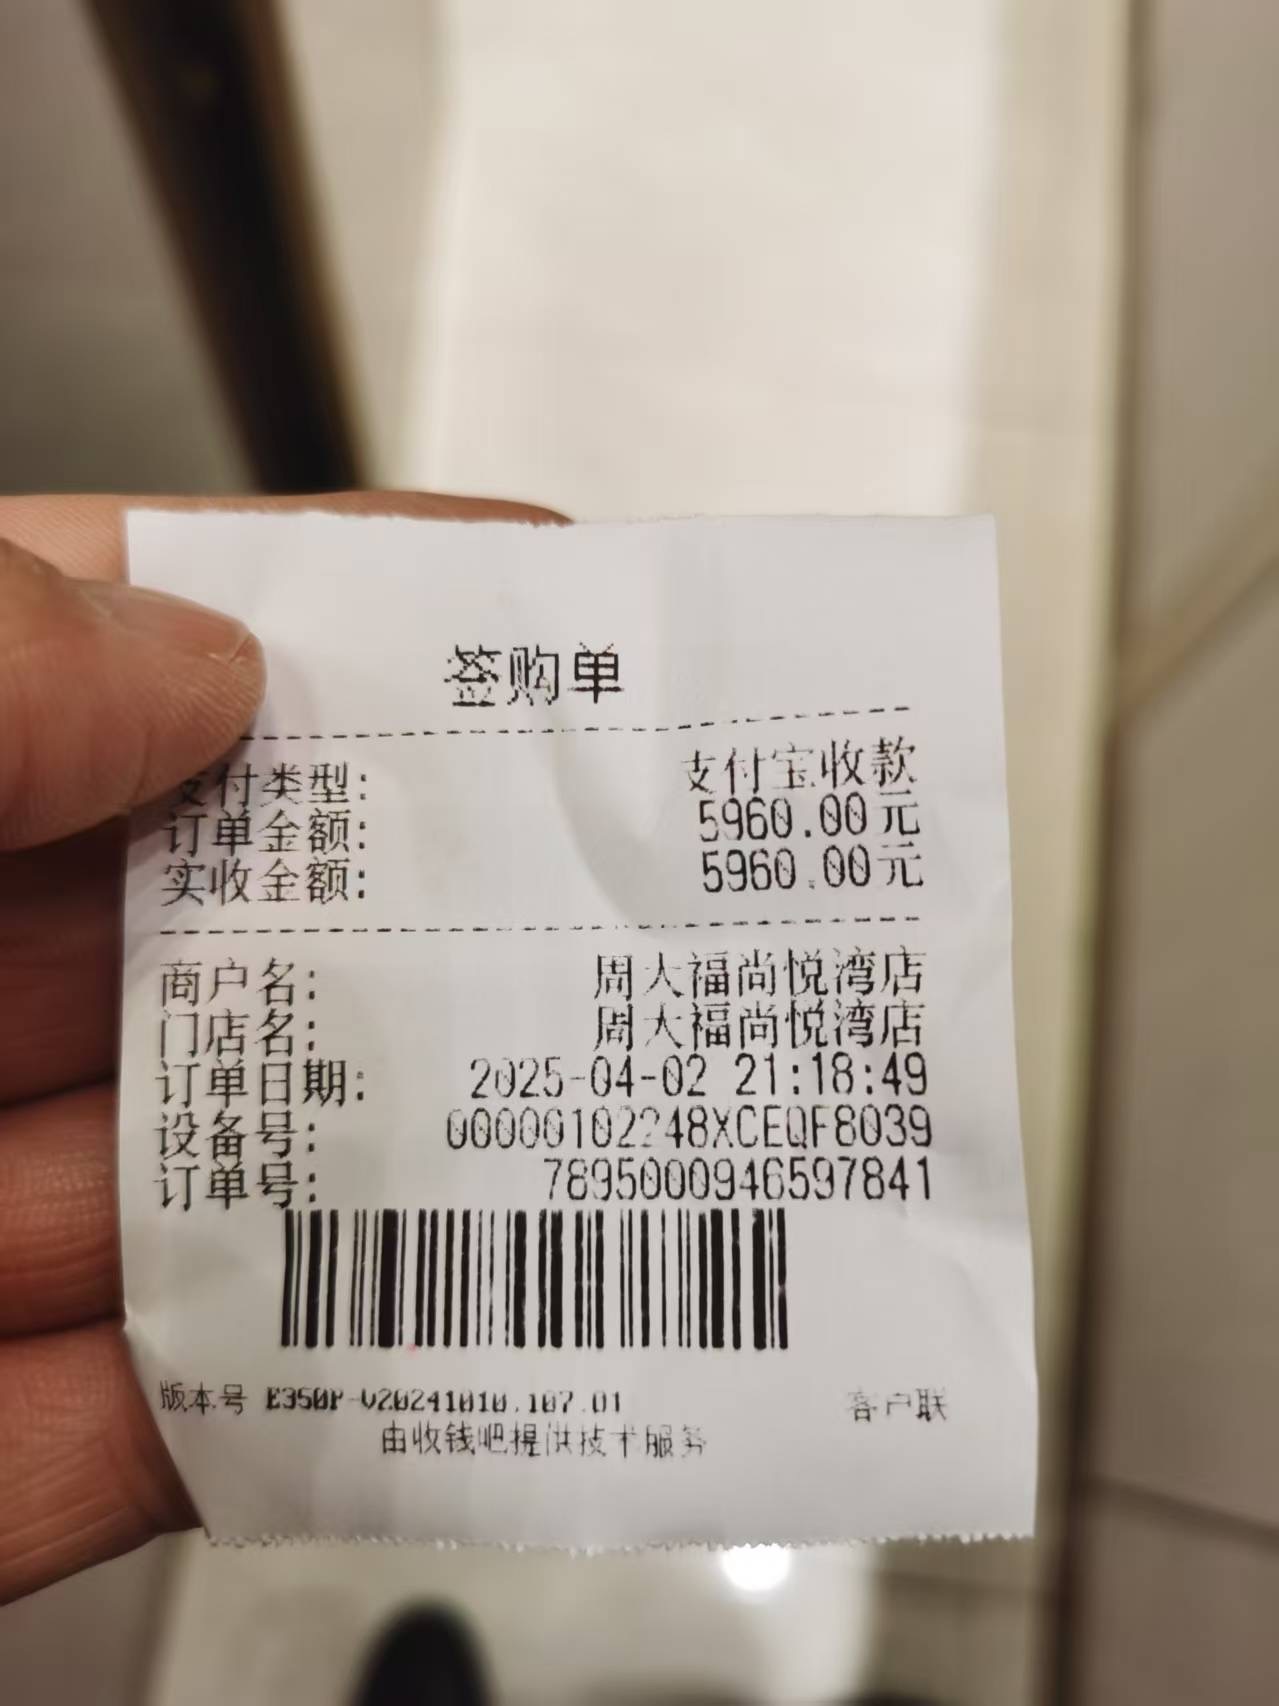 签购单
支付类型: 支付宝收款
订单金额: 5960.00元
实收金额: 5960.00元
商户名: 周大福尚悦湾店
门店名: 周大福尚悦湾店
订单日期: 2025-04-02 21:18:49
设备号: 00000102248XCEQF8039
订单号: 7895000946597841
版本号 E350P-V20241010.107.01 客户联
由收钱吧提供技术服务